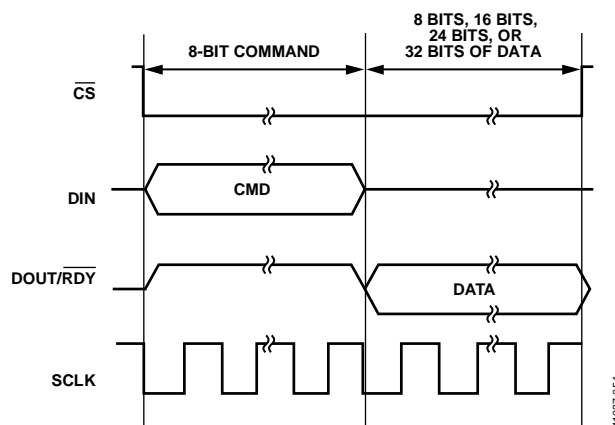 8 BITS, 16 BITS,
24 BITS, OR
8-BIT COMMAND
32 BITS OF DATA
CS
DIN
CMD
DOUT/RDY
DATA
SCLK